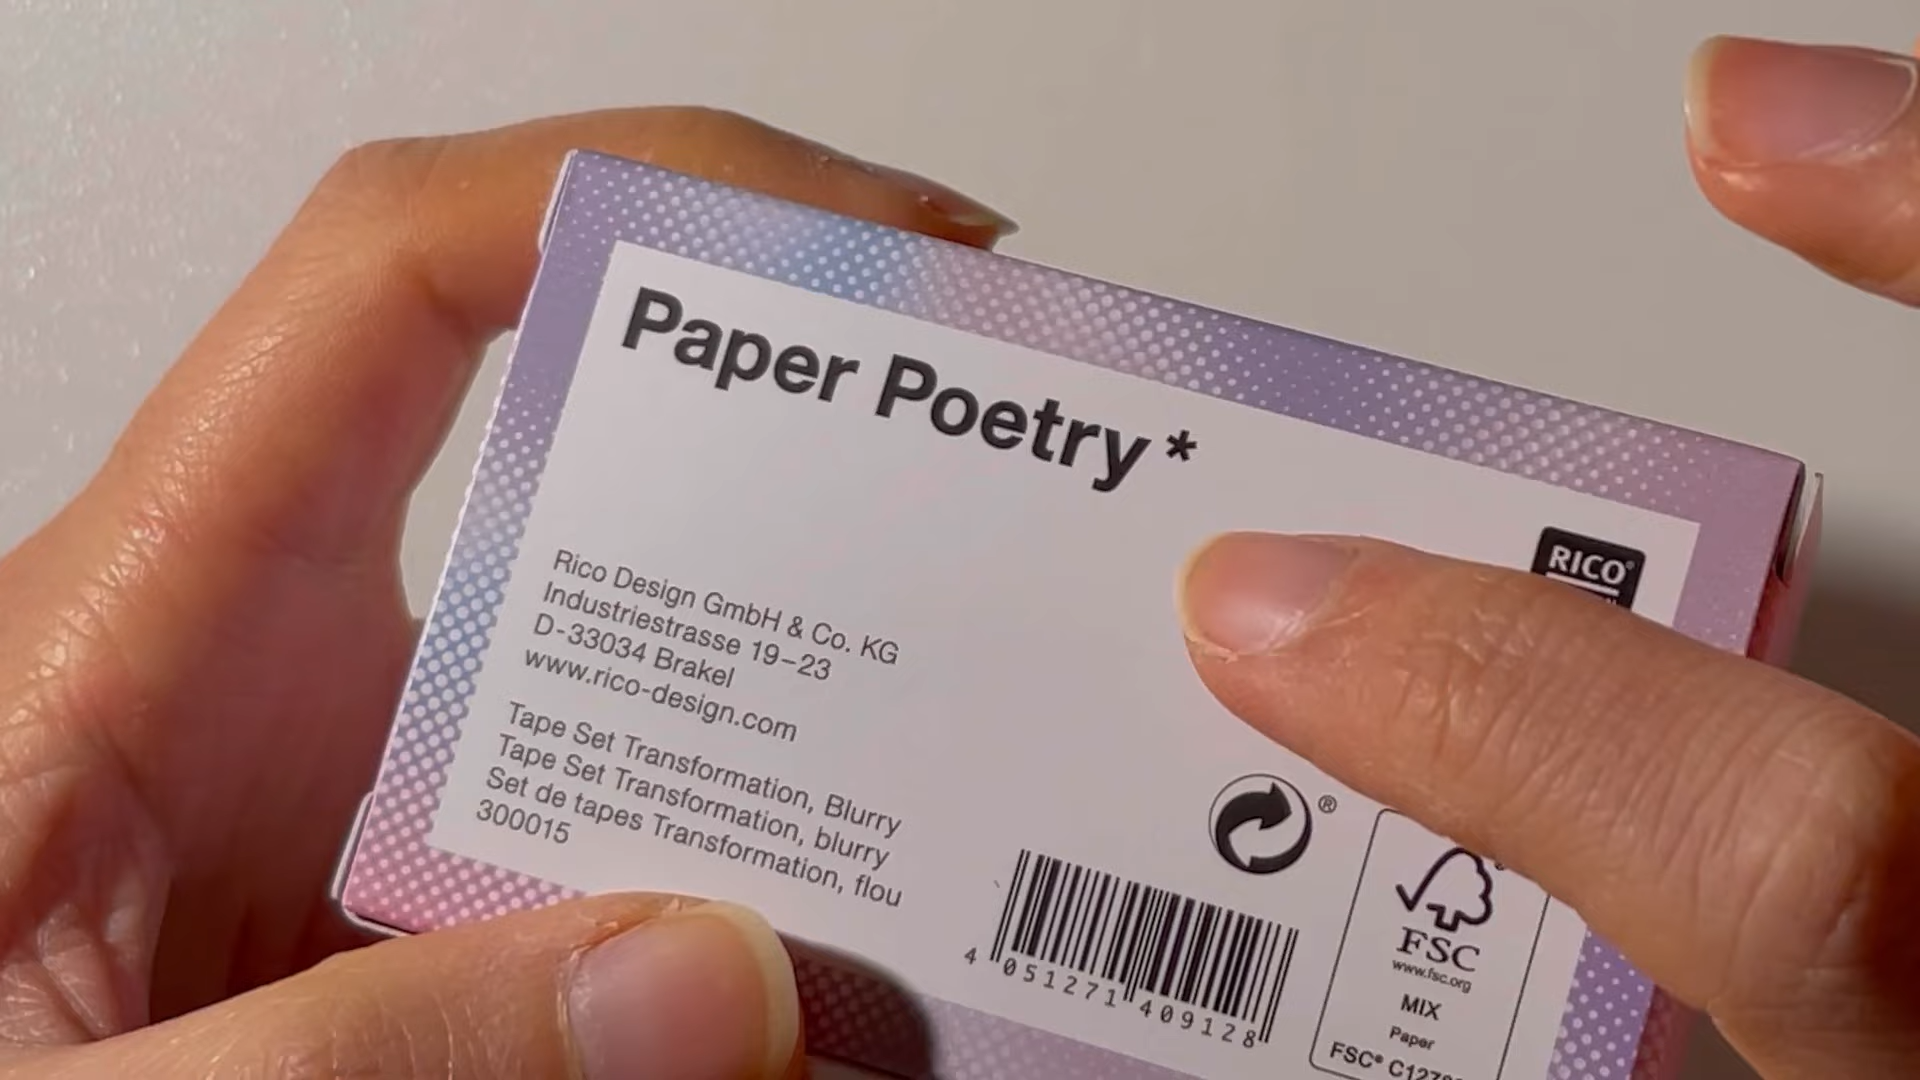 Paper Poetry*
RICO®
Rico Design GmbH & Co. KG
Industriestrasse 19–23
D-33034 Brakel
www.rico-design.com
Tape Set Transformation, Blurry
Tape Set Transformation, blurry
Set de tapes Transformation, flou
300015
®
4 051271 409128
FSC
www.fsc.org
MIX
Paper
FSC®